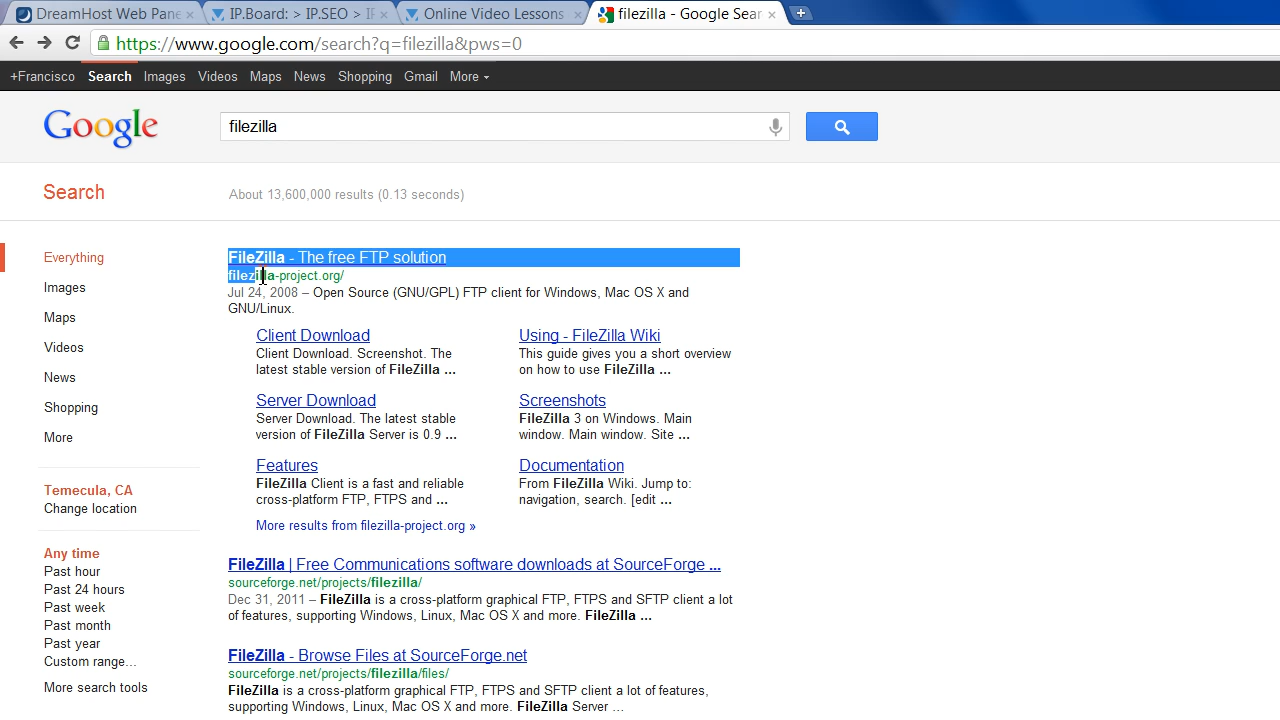 DreamHost Web Pane
IP.Board: > IP.SEO > IF
Online Video Lessons
filezilla - Google Sear
https://www.google.com/search?q=filezilla&pws=0
+Francisco Search Images Videos Maps News Shopping Gmail More
Google
filezilla
Search
About 13,600,000 results (0.13 seconds)
Everything
Images
Maps
Videos
News
Shopping
More
Temecula, CA
Change location
Any time
Past hour
Past 24 hours
Past week
Past month
Past year
Custom range...
More search tools
FileZilla - The free FTP solution
filezilla-project.org/
Jul 24, 2008 – Open Source (GNU/GPL) FTP client for Windows, Mac OS X and
GNU/Linux.
Client Download
Client Download. Screenshot. The
latest stable version of FileZilla ...
Server Download
Server Download. The latest stable
version of FileZilla Server is 0.9 ...
Features
FileZilla Client is a fast and reliable
cross-platform FTP, FTPS and ...
Using - FileZilla Wiki
This guide gives you a short overview
on how to use FileZilla ...
Screenshots
FileZilla 3 on Windows. Main
window. Main window. Site ...
Documentation
From FileZilla Wiki. Jump to:
navigation, search. [edit ...
More results from filezilla-project.org »
FileZilla | Free Communications software downloads at SourceForge ...
sourceforge.net/projects/filezilla/
Dec 31, 2011 – FileZilla is a cross-platform graphical FTP, FTPS and SFTP client a lot
of features, supporting Windows, Linux, Mac OS X and more. FileZilla ...
FileZilla - Browse Files at SourceForge.net
sourceforge.net/projects/filezilla/files/
FileZilla is a cross-platform graphical FTP, FTPS and SFTP client a lot of features,
supporting Windows, Linux, Mac OS X and more. FileZilla Server ...